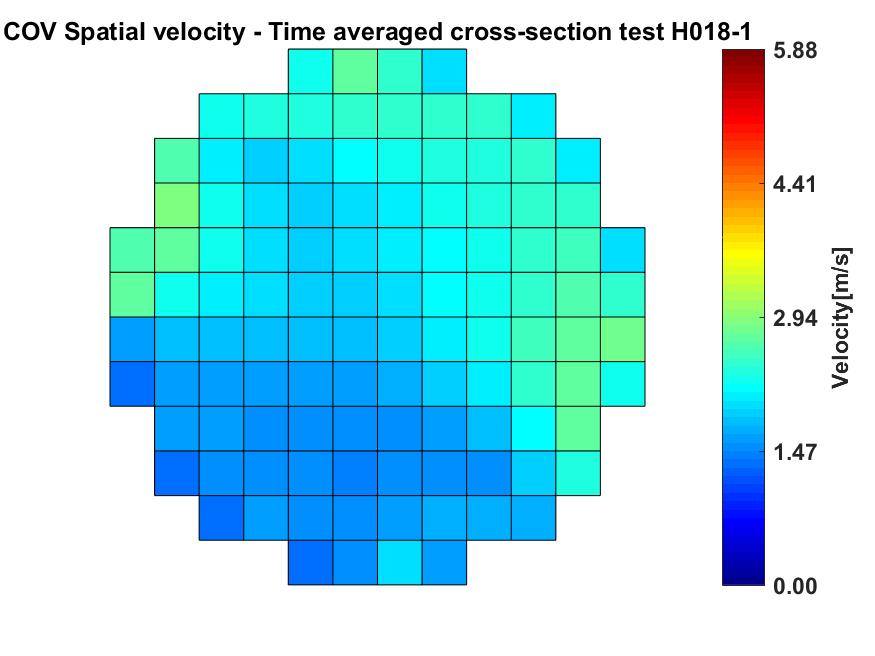 COV Spatial velocity - Time averaged cross-section test H018-1
5.88
4.41
2.94
1.47
0.00
Velocity[m/s]